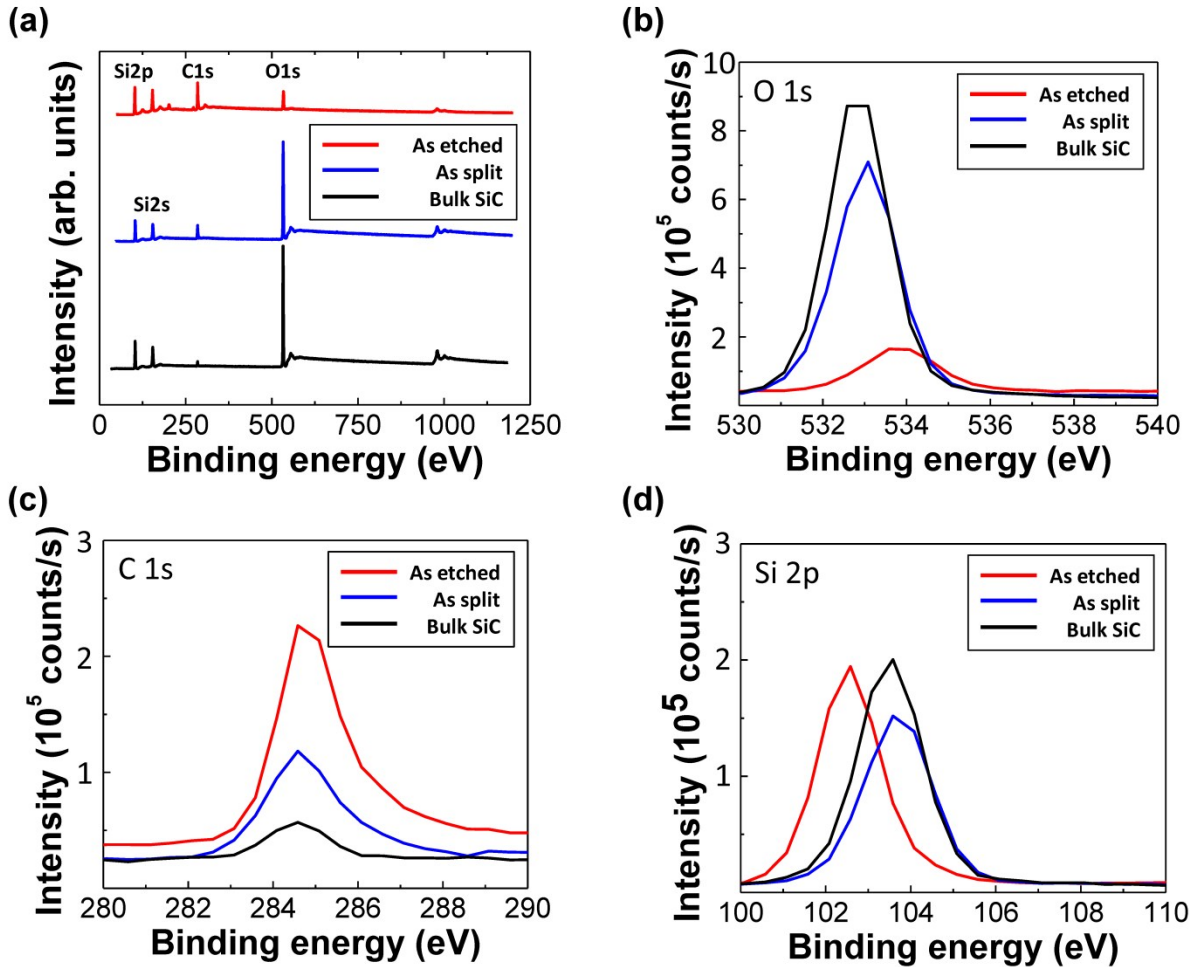 (a)
Si2p
C1s
O1s
Si2s
As etched
As split
Bulk SiC
Intensity (arb. units)
0
250
500
750
1000
1250
Binding energy (eV)
(b)
O 1s
As etched
As split
Bulk SiC
10
8
6
4
2
Intensity (10⁵ counts/s)
530
532
534
536
538
540
Binding energy (eV)
(c)
C 1s
As etched
As split
Bulk SiC
3
2
1
Intensity (10⁵ counts/s)
280
282
284
286
288
290
Binding energy (eV)
(d)
Si 2p
As etched
As split
Bulk SiC
3
2
1
Intensity (10⁵ counts/s)
100
102
104
106
108
110
Binding energy (eV)